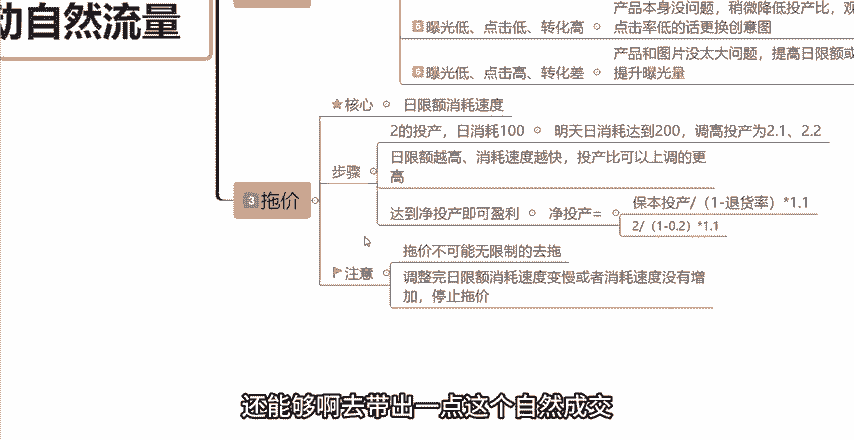 动自然流量
产品本身没问题，稍微降低投产比，观
曝光低、点击低、转化高
点击率低的话更换创意图
产品和图片没太大问题，提高日限额或
曝光低、点击高、转化差
提升曝光量
核心
日限额消耗速度
2的投产，日消耗100
明天日消耗达到200，调高投产为2.1、2.2
日限额越高、消耗速度越快，投产比可以上调的更
高
步骤
3 拖价
达到净投产即可盈利
净投产=
保本投产/（1-退货率）*1.1
2/（1-0.2）*1.1
拖价不可能无限制的去拖
注意
调整完日限额消耗速度变慢或者消耗速度没有增
加，停止拖价
还能够啊去带出一点这个自然成交